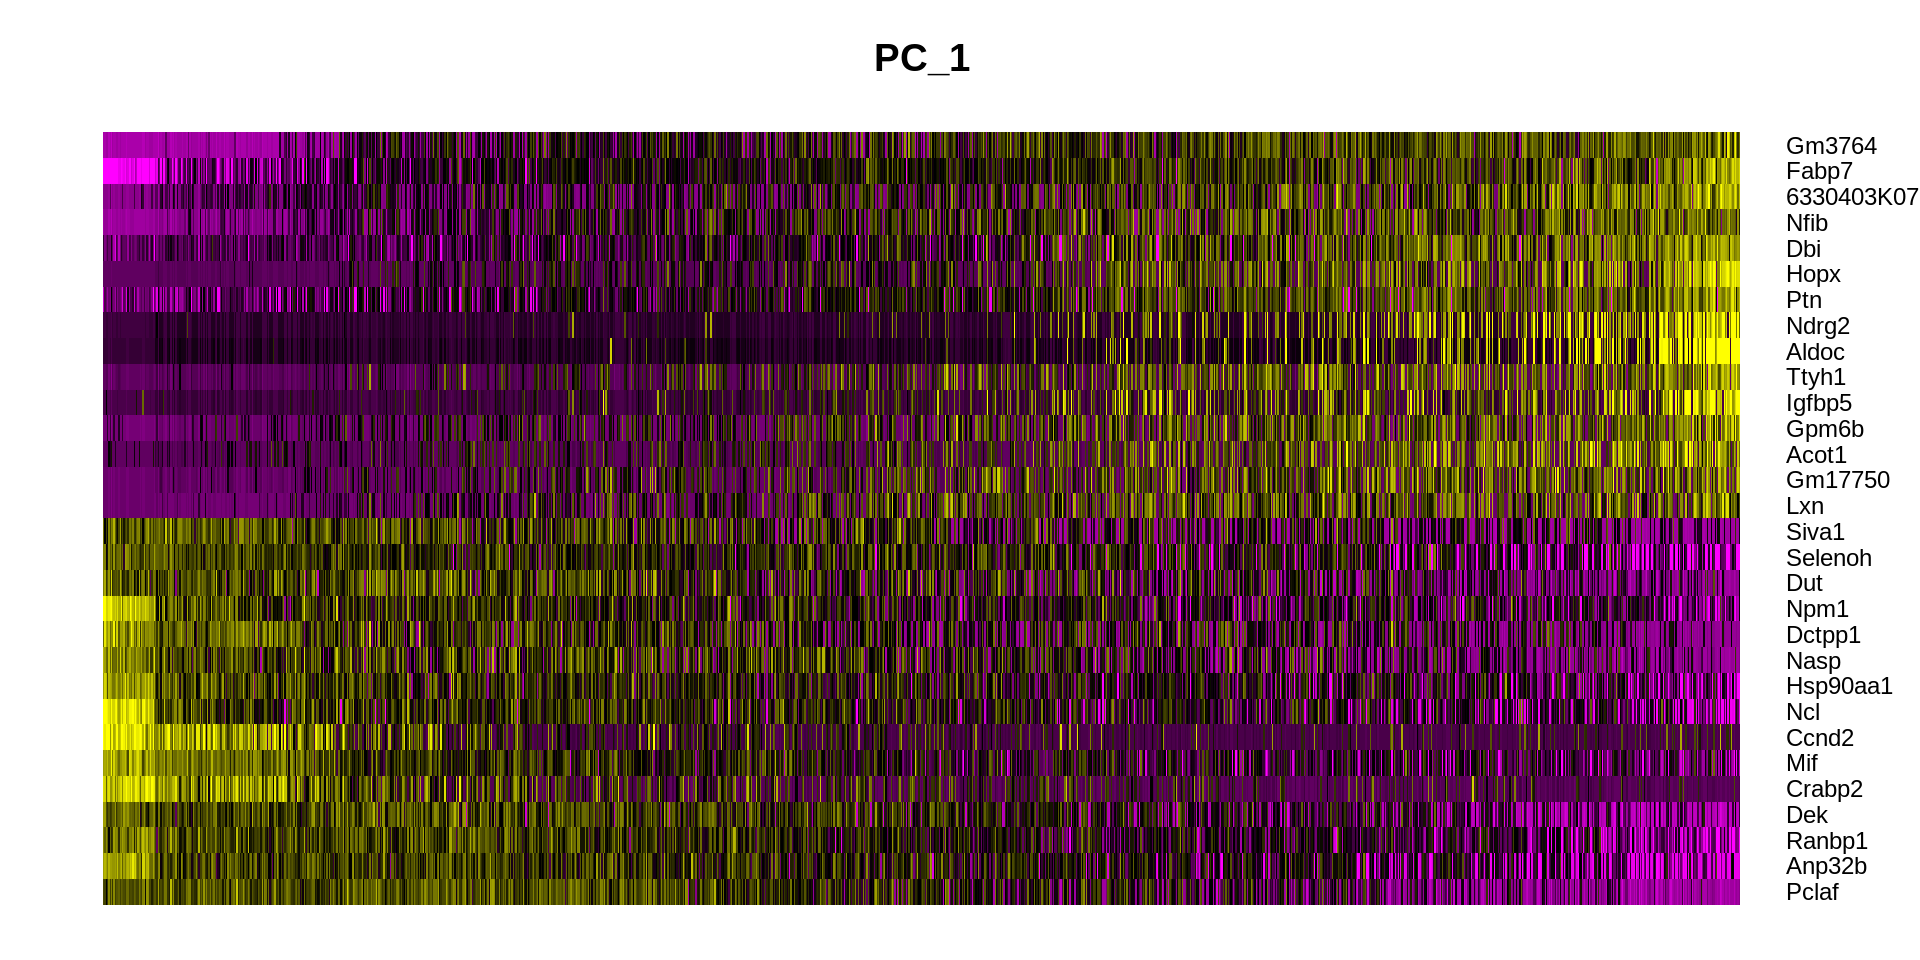 PC_1
Gm3764
Fabp7
6330403K07
Nfib
Dbi
Hopx
Ptn
Ndrg2
Aldoc
Ttyh1
Igfbp5
Gpm6b
Acot1
Gm17750
Lxn
Siva1
Selenoh
Dut
Npm1
Dctpp1
Nasp
Hsp90aa1
Ncl
Ccnd2
Mif
Crabp2
Dek
Ranbp1
Anp32b
Pclaf